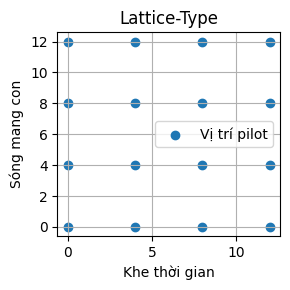 Lattice-Type
12
10
8
6
4
2
0
Sóng mang con
Vị trí pilot
0 5 10
Khe thời gian